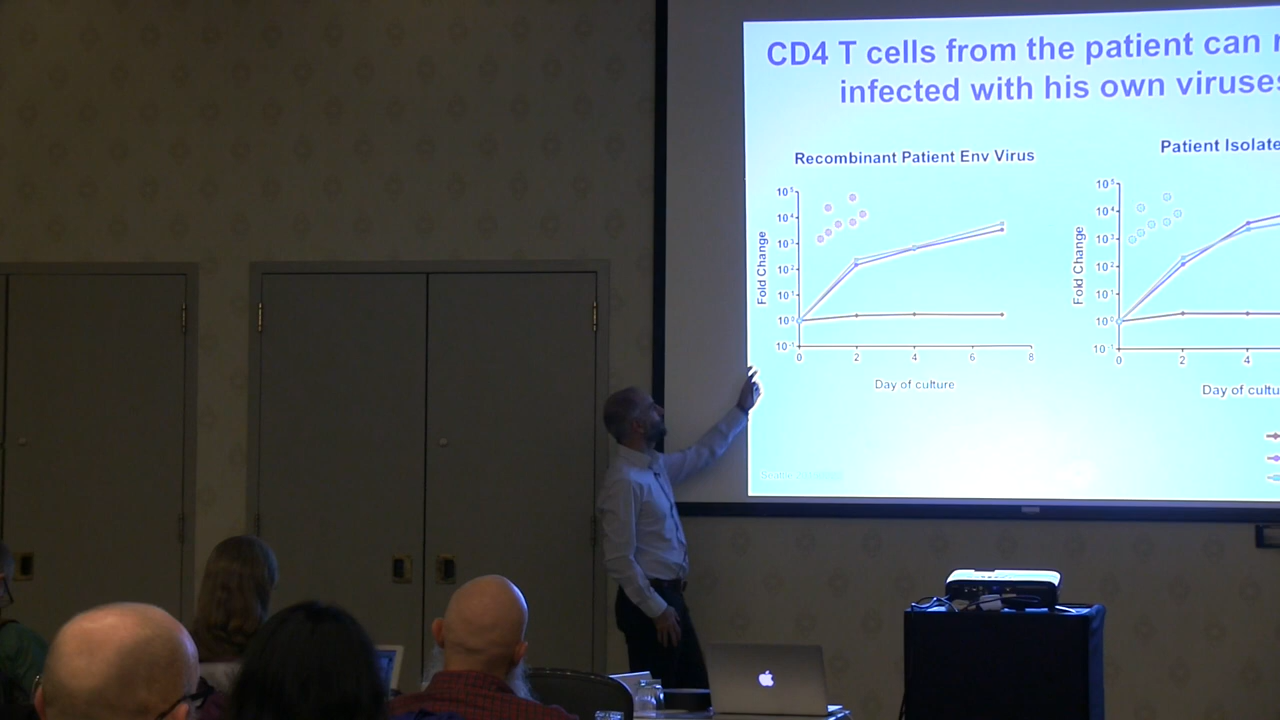 CD4 T cells from the patient can
infected with his own viruses
Recombinant Patient Env Virus
Patient Isolate
10⁵
10⁴
10³
10²
10¹
10⁰
10⁻¹
Fold Change
0 2 4 6 8
Day of culture
10⁵
10⁴
10³
10²
10¹
10⁰
10⁻¹
Fold Change
0 2 4
Day of cultu